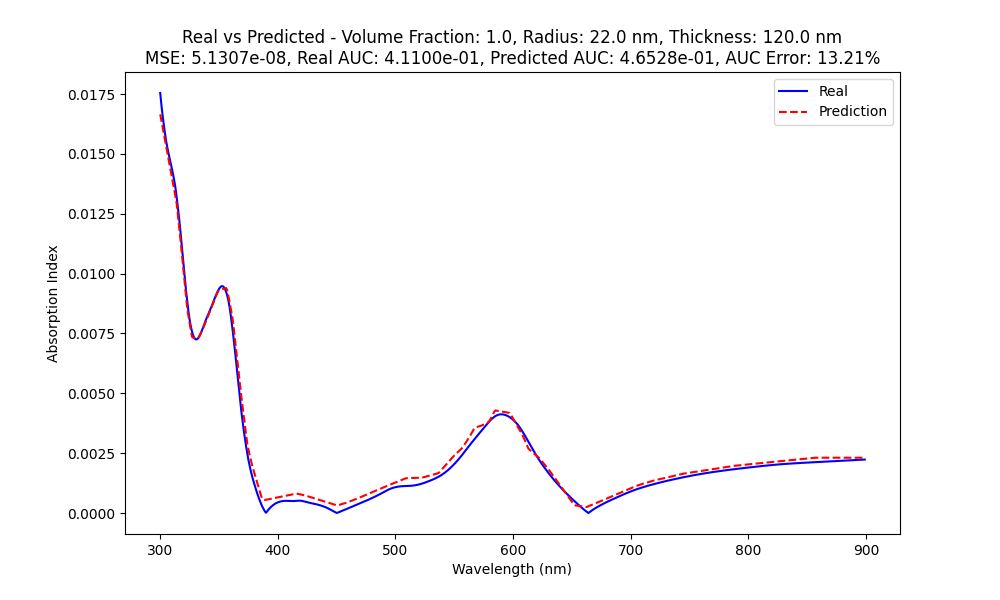 Real vs Predicted - Volume Fraction: 1.0, Radius: 22.0 nm, Thickness: 120.0 nm
MSE: 5.1307e-08, Real AUC: 4.1100e-01, Predicted AUC: 4.6528e-01, AUC Error: 13.21%
Real
Prediction
Absorption Index
0.0175
0.0150
0.0125
0.0100
0.0075
0.0050
0.0025
0.0000
300 400 500 600 700 800 900
Wavelength (nm)